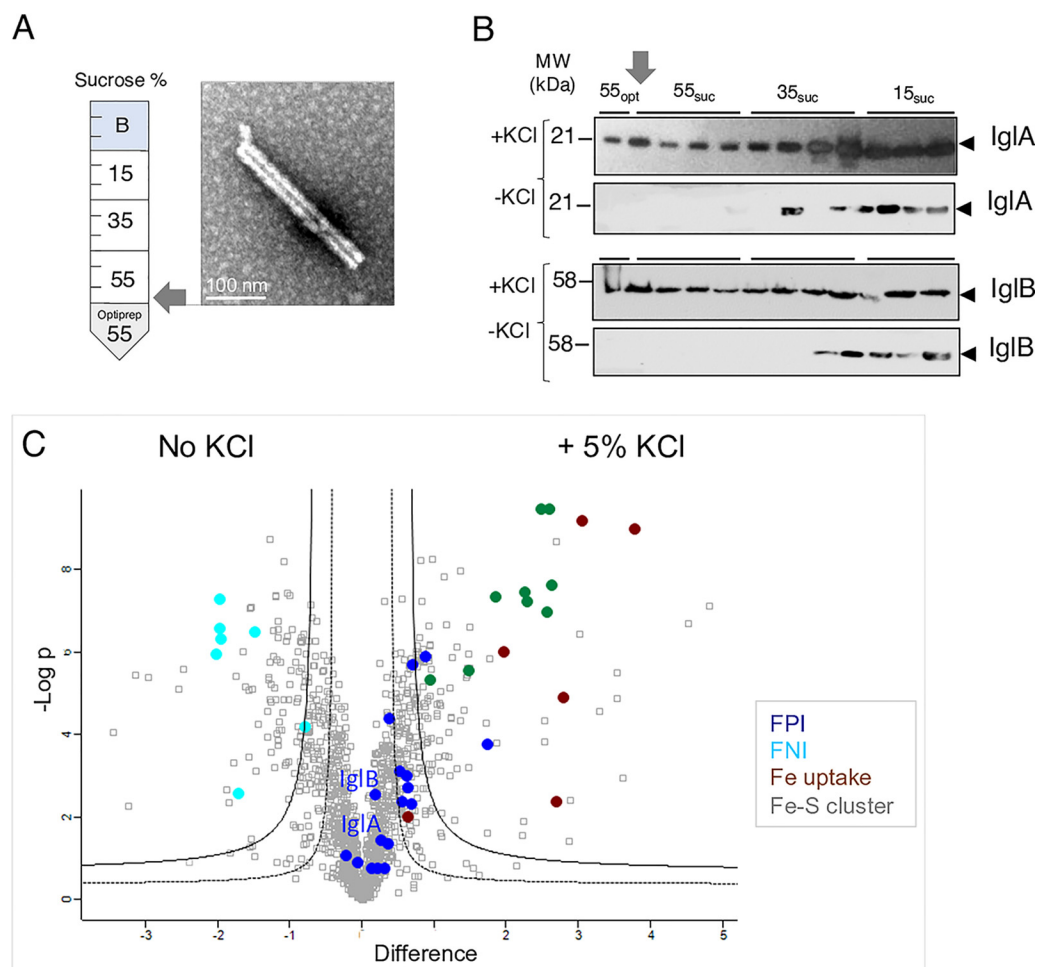 A
Sucrose %
B
15
35
55
Optiprep
55
100 nm
B
MW
(kDa)
55opt 55suc 35suc 15suc
+KCl 21 IglA
-KCl 21 IglA
+KCl 58 IglB
-KCl 58 IglB
C
No KCl + 5% KCl
-Log p
8
6
4
2
0
IglB
IglA
FPI
FNI
Fe uptake
Fe-S cluster
-3 -2 -1 2 3 4 5
Difference